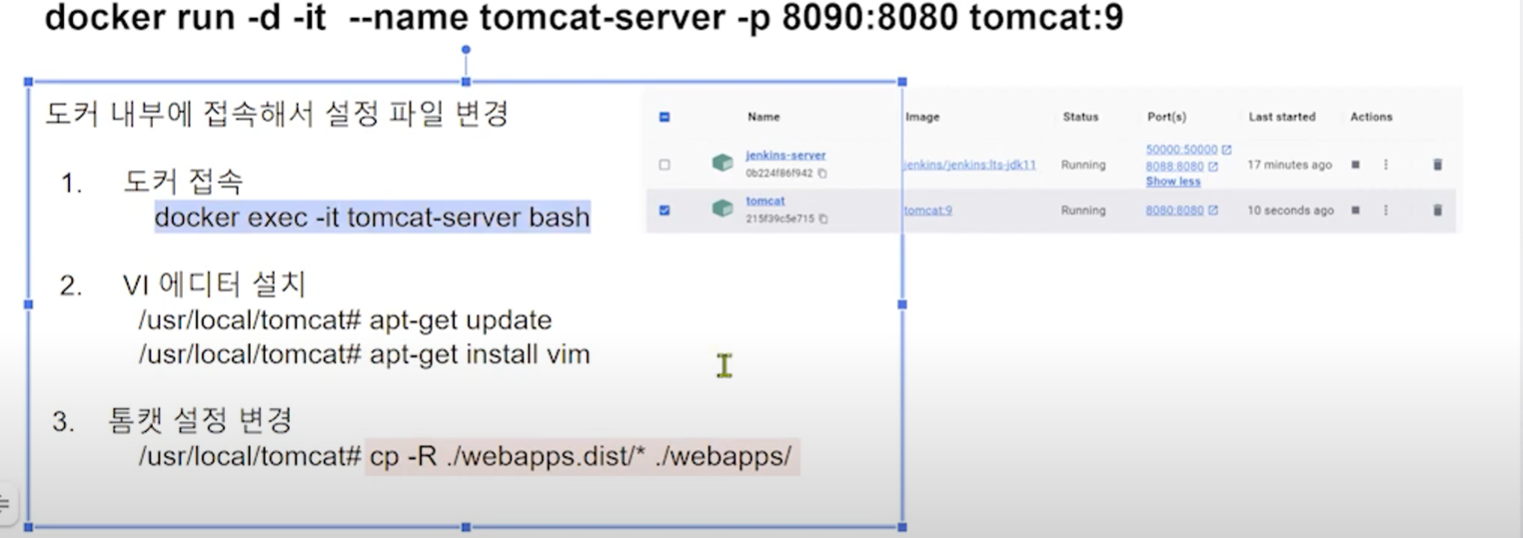 docker run -d -it --name tomcat-server -p 8090:8080 tomcat:9
도커 내부에 접속해서 설정 파일 변경
1. 도커 접속
docker exec -it tomcat-server bash
2. VI 에디터 설치
/usr/local/tomcat# apt-get update
/usr/local/tomcat# apt-get install vim
3. 톰캣 설정 변경
/usr/local/tomcat# cp -R ./webapps.dist/* ./webapps/
Name Image Status Port(s) Last started Actions
jenkins-server jenkins/jenkins:lts-jdk11 Running 50000:50000 17 minutes ago
0b224f86f942 8088:8080
Show less
tomcat tomcat:9 Running 8080:8080 10 seconds ago
215f39c5e715